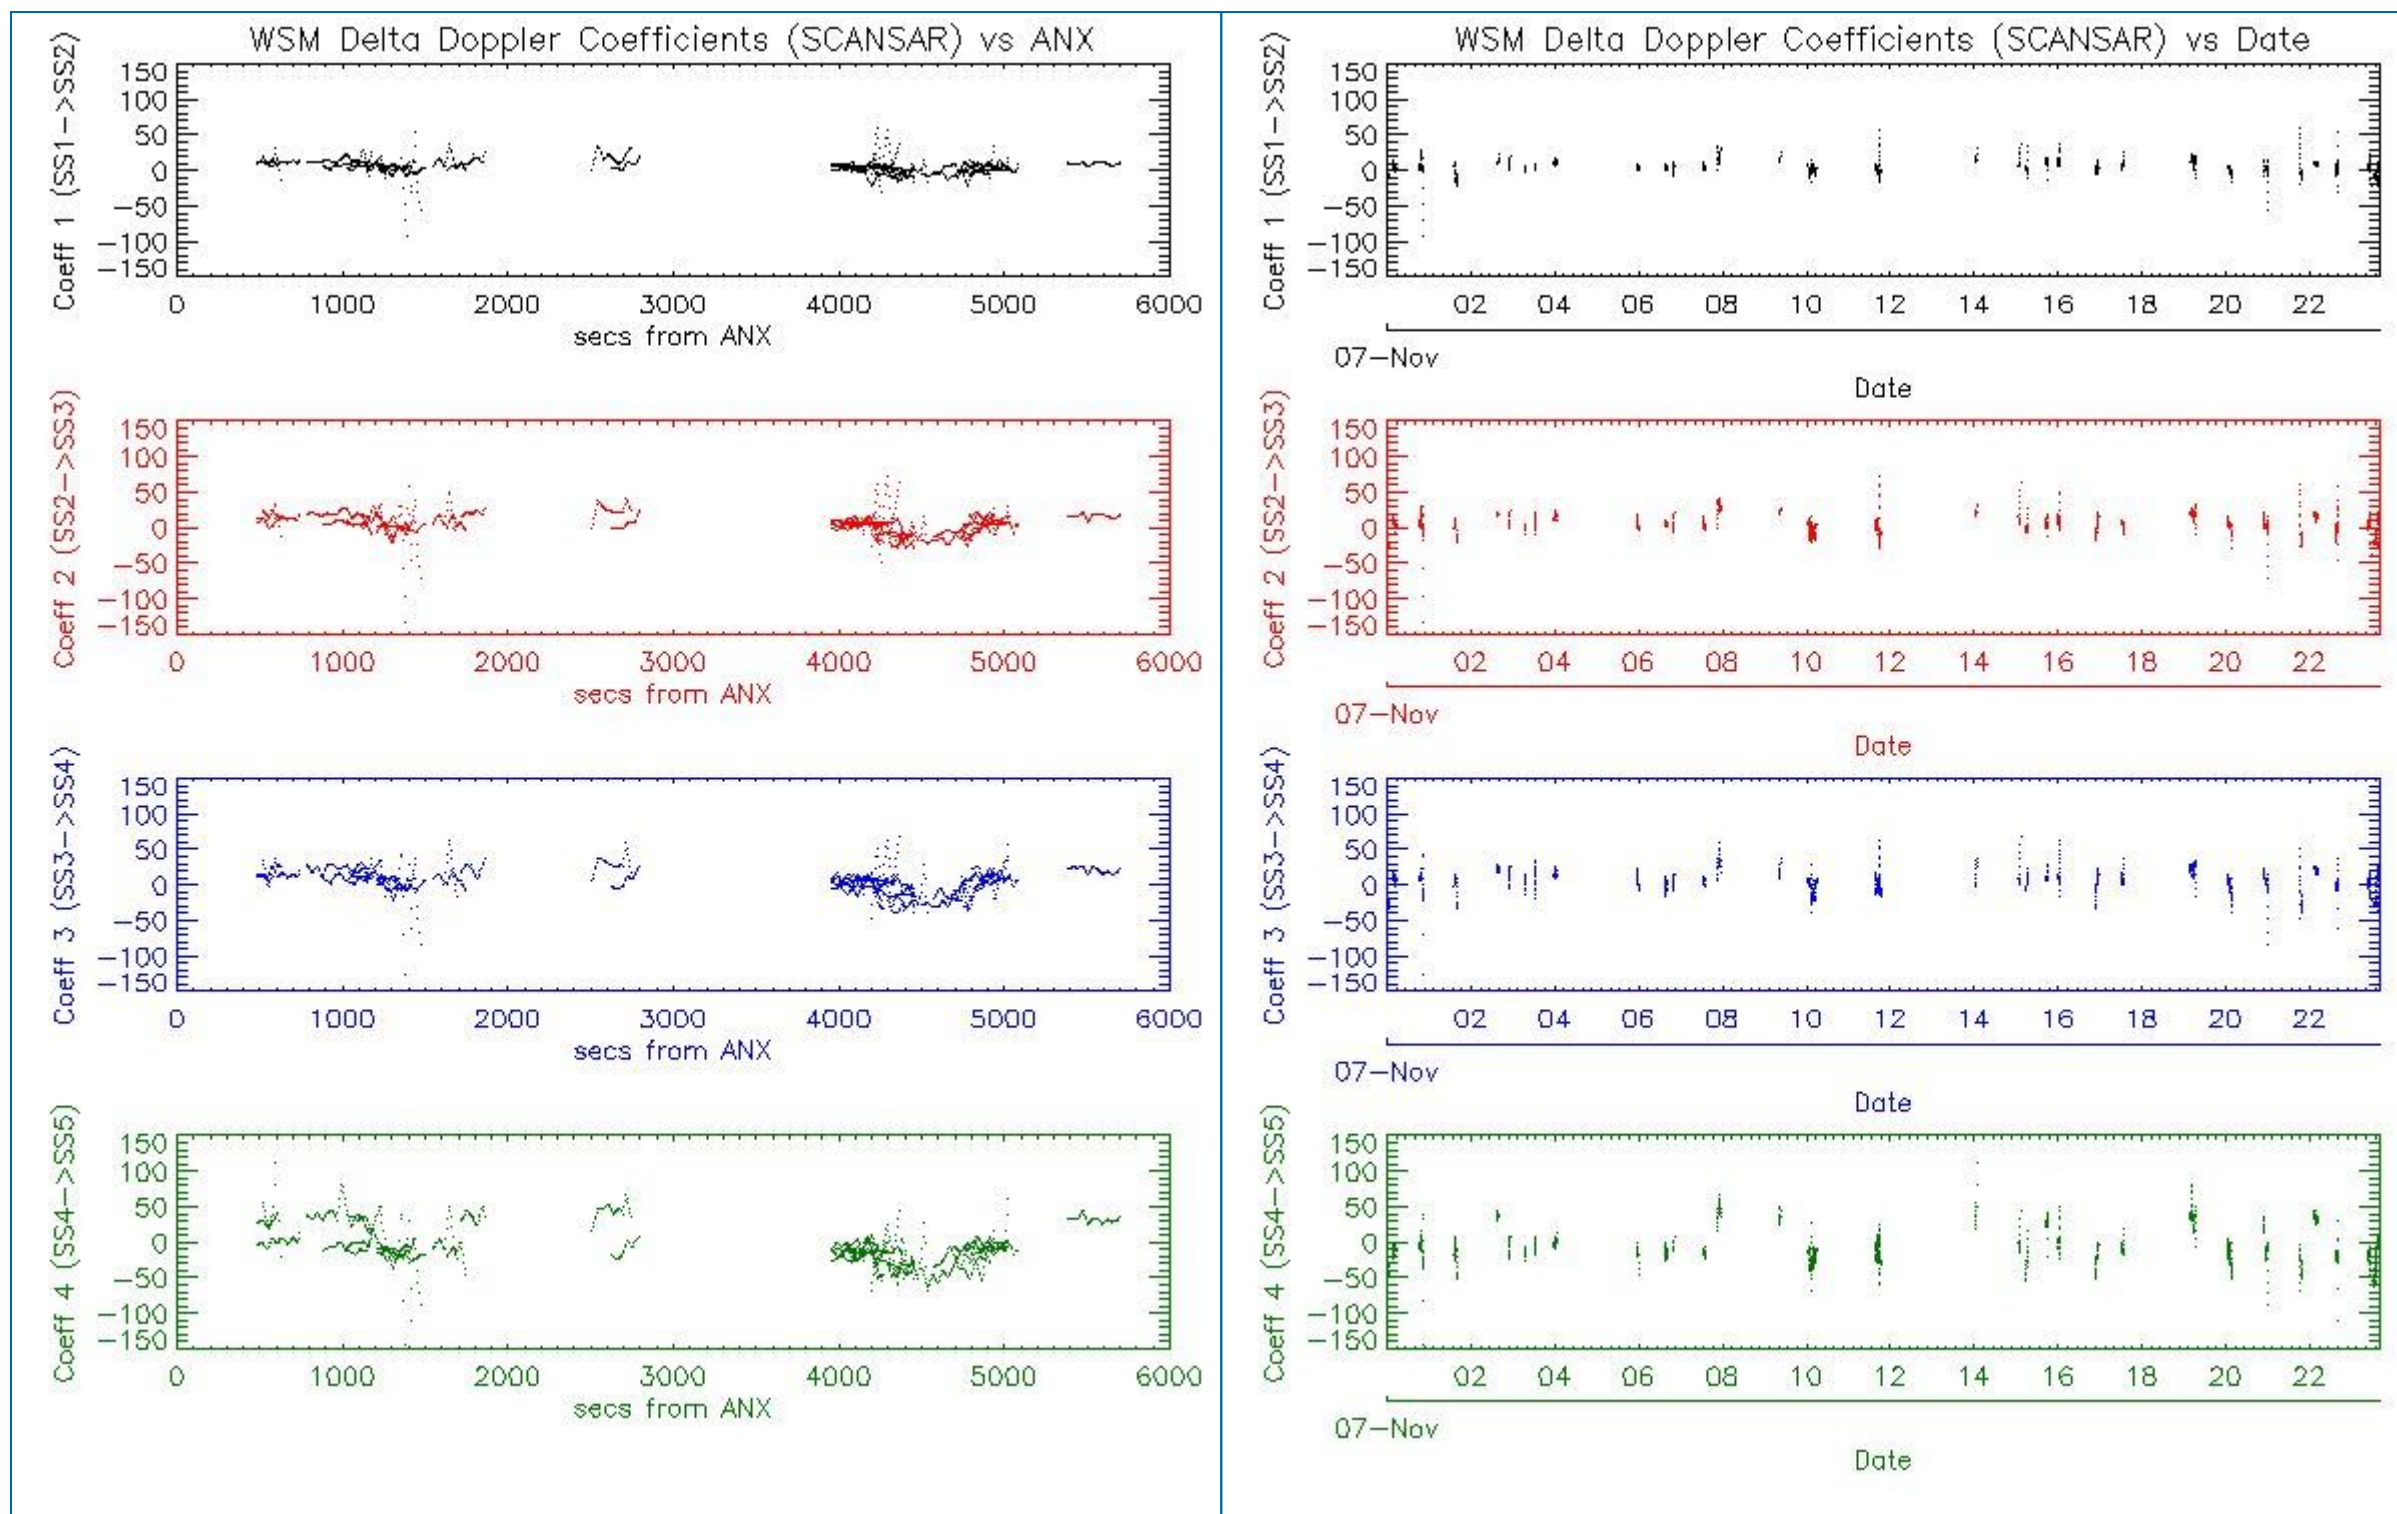 WSM Delta Doppler Coefficients (SCANSAR) vs ANX
Coeff 1 (SS1->SS2)
150
100
50
0
-50
-100
-150
0 1000 2000 3000 4000 5000 6000
secs from ANX
Coeff 2 (SS2->SS3)
150
100
50
0
-50
-100
-150
0 1000 2000 3000 4000 5000 6000
secs from ANX
Coeff 3 (SS3->SS4)
150
100
50
0
-50
-100
-150
0 1000 2000 3000 4000 5000 6000
secs from ANX
Coeff 4 (SS4->SS5)
150
100
50
0
-50
-100
-150
0 1000 2000 3000 4000 5000 6000
secs from ANX
WSM Delta Doppler Coefficients (SCANSAR) vs Date
Coeff 1 (SS1->SS2)
150
100
50
0
-50
-100
-150
02 04 06 08 10 12 14 16 18 20 22
07-Nov
Date
Coeff 2 (SS2->SS3)
150
100
50
0
-50
-100
-150
02 04 06 08 10 12 14 16 18 20 22
07-Nov
Date
Coeff 3 (SS3->SS4)
150
100
50
0
-50
-100
-150
02 04 06 08 10 12 14 16 18 20 22
07-Nov
Date
Coeff 4 (SS4->SS5)
150
100
50
0
-50
-100
-150
02 04 06 08 10 12 14 16 18 20 22
07-Nov
Date